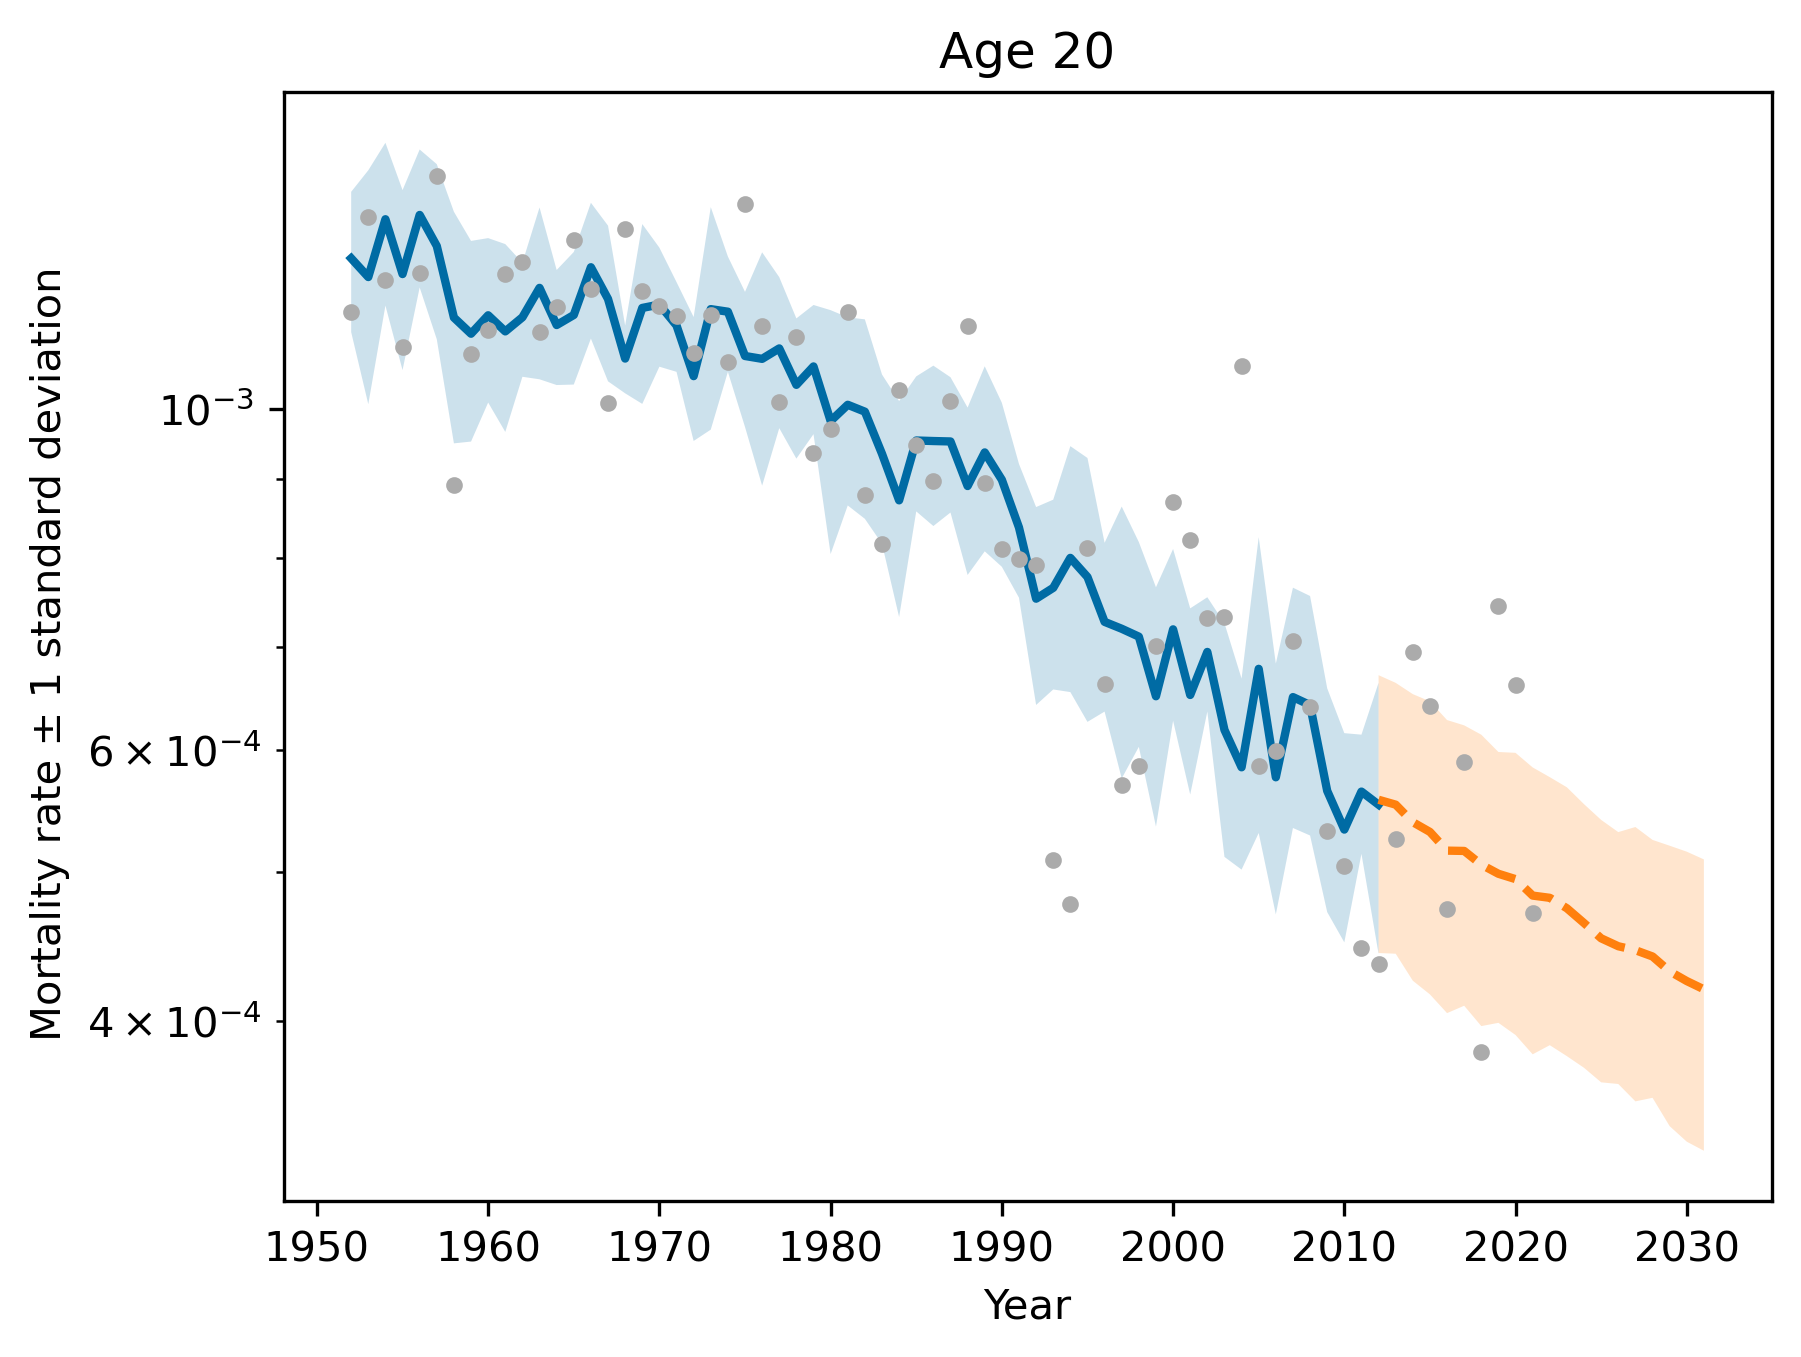 Age 20
Mortality rate ± 1 standard deviation
10⁻³
6 × 10⁻⁴
4 × 10⁻⁴
1950 1960 1970 1980 1990 2000 2010 2020 2030
Year